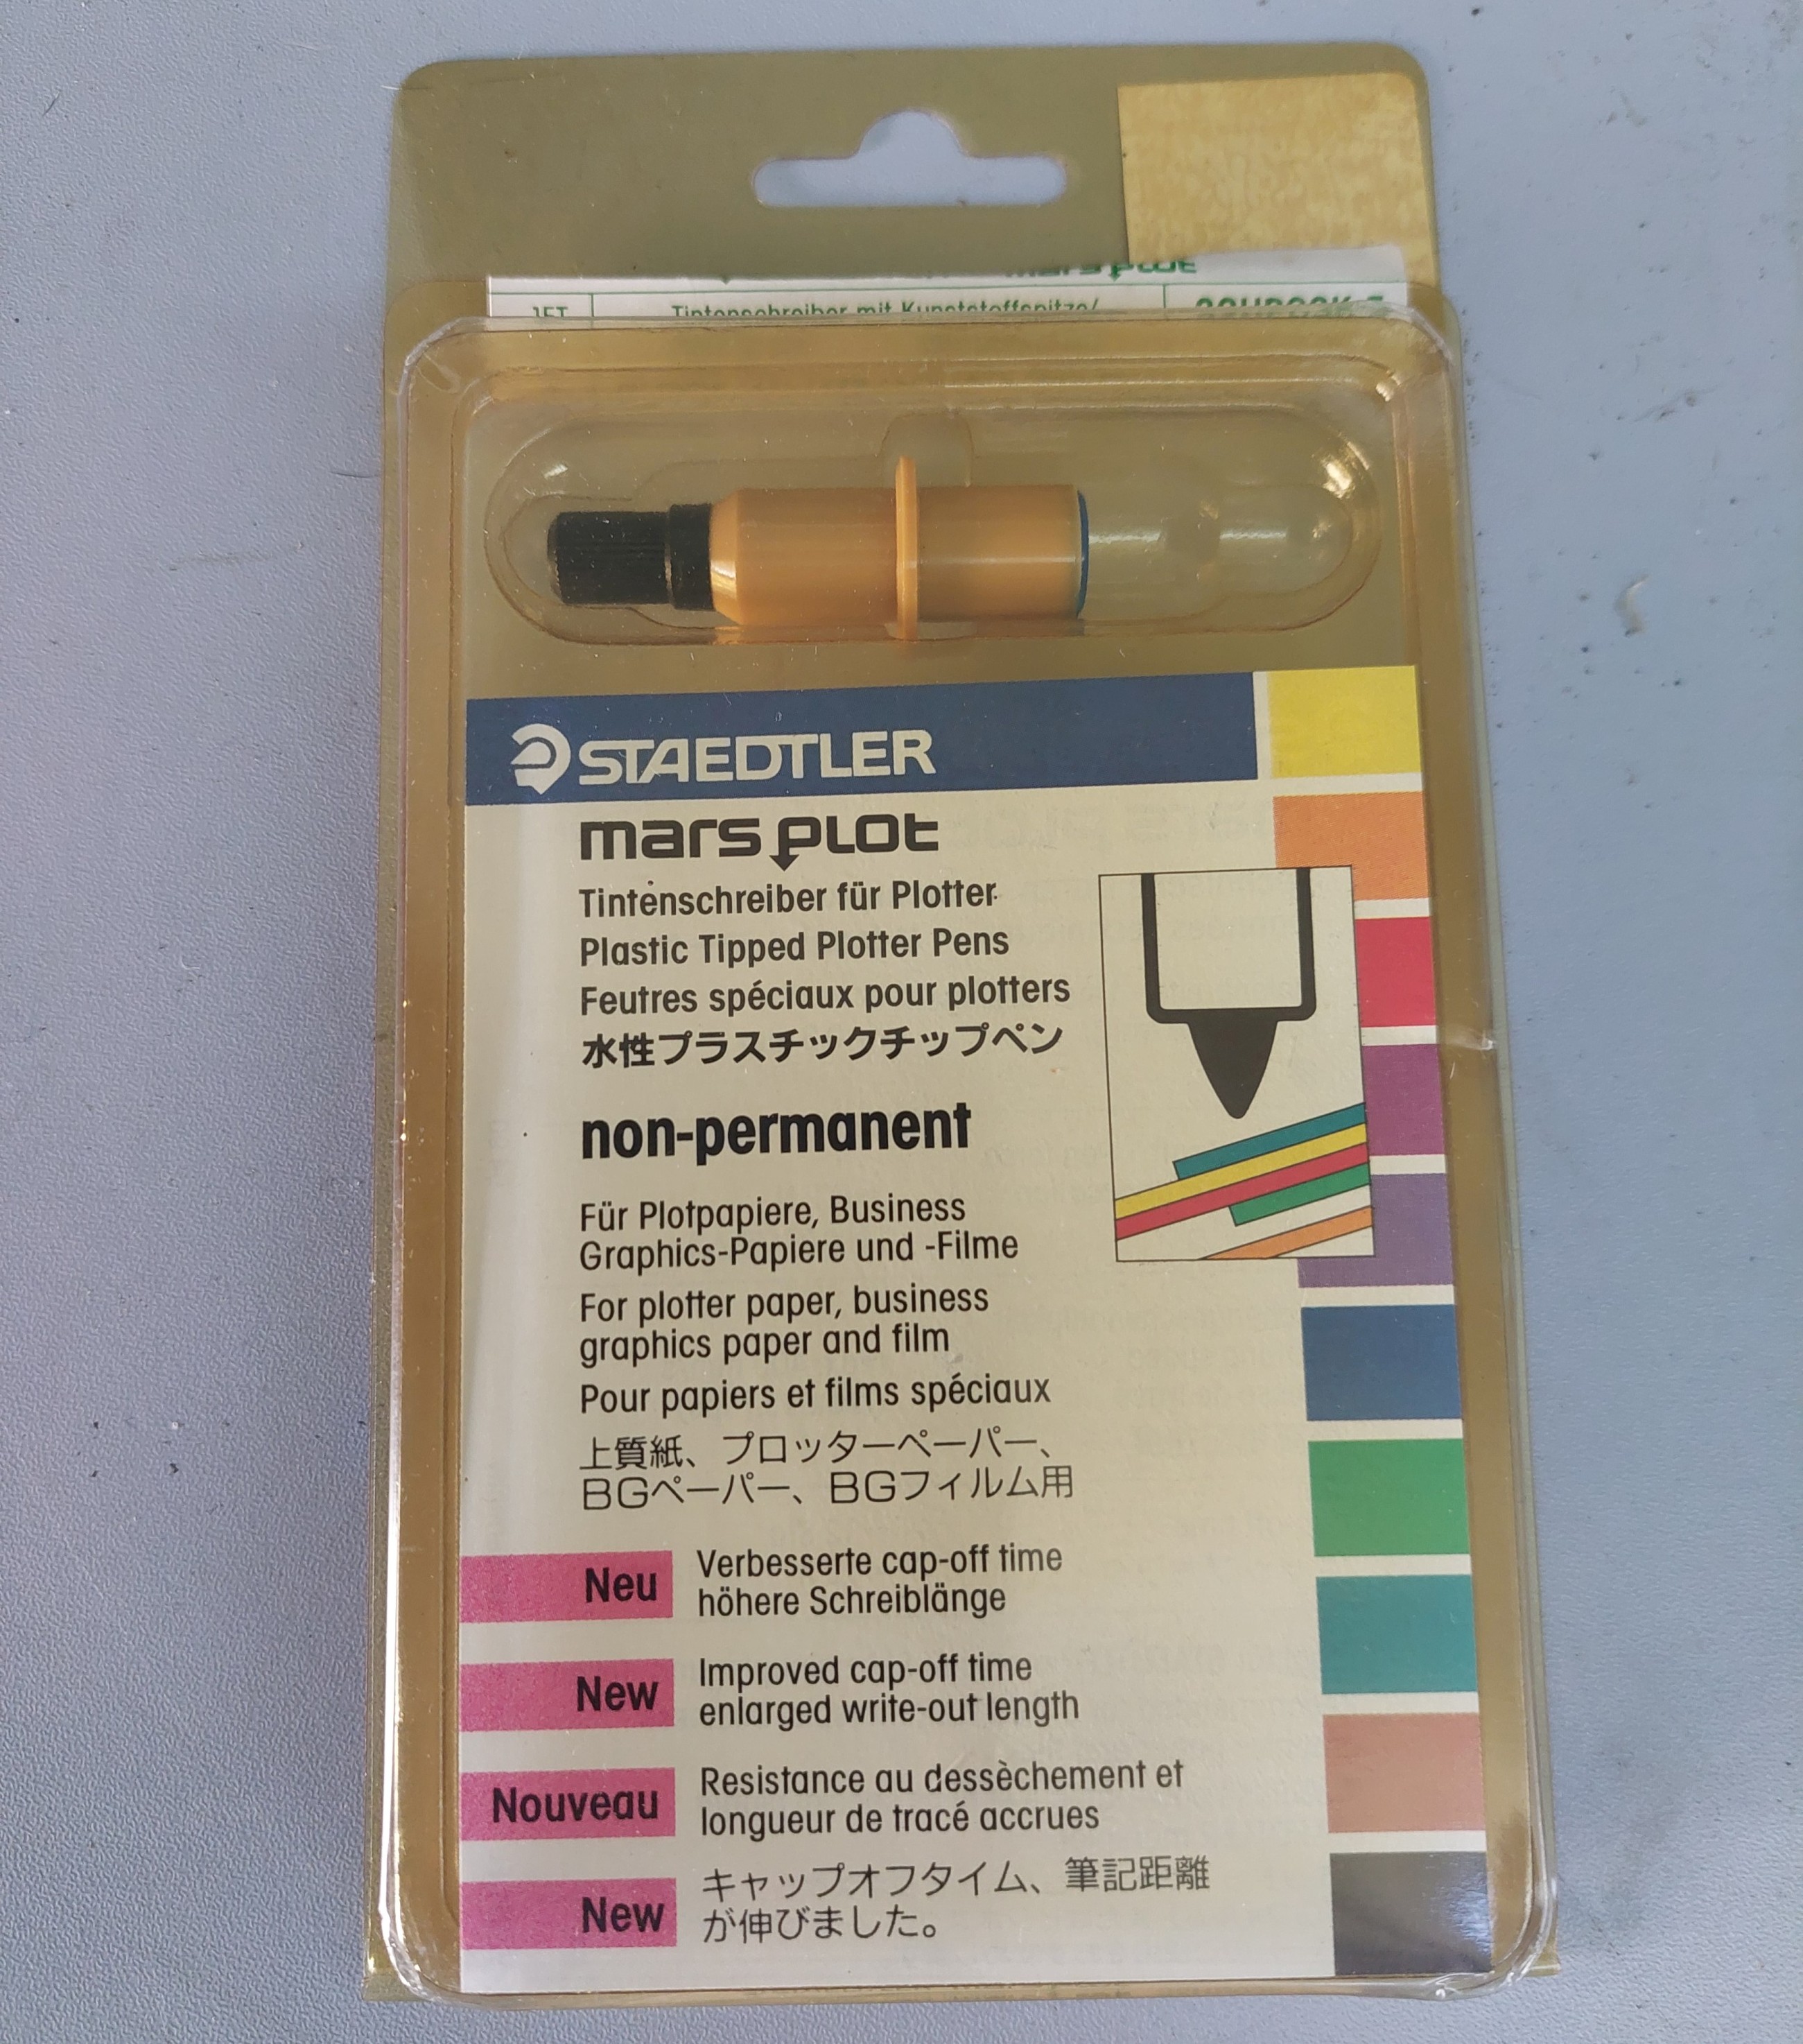 mars plot
Tintenschreiber mit Kunststoffspitze/
STAEDTLER
mars plot
Tintenschreiber für Plotter
Plastic Tipped Plotter Pens
Feutres spéciaux pour plotters
水性プラスチックチップペン
non-permanent
Für Plotpapiere, Business
Graphics-Papiere und -Filme
For plotter paper, business
graphics paper and film
Pour papiers et films spéciaux
上質紙、プロッターペーパー、
BGペーパー、BGフィルム用
Neu
Verbesserte cap-off time
höhere Schreiblänge
New
Improved cap-off time
enlarged write-out length
Nouveau
Resistance au dessèchement et
longueur de tracé accrues
New
キャップオフタイム、筆記距離
が伸びました。